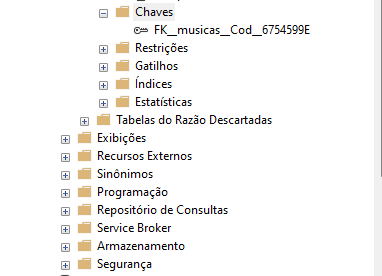 Chaves
FK__musicas__Cod__6754599E
Restrições
Gatilhos
Índices
Estatísticas
Tabelas do Razão Descartadas
Exibições
Recursos Externos
Sinônimos
Programação
Repositório de Consultas
Service Broker
Armazenamento
Segurança